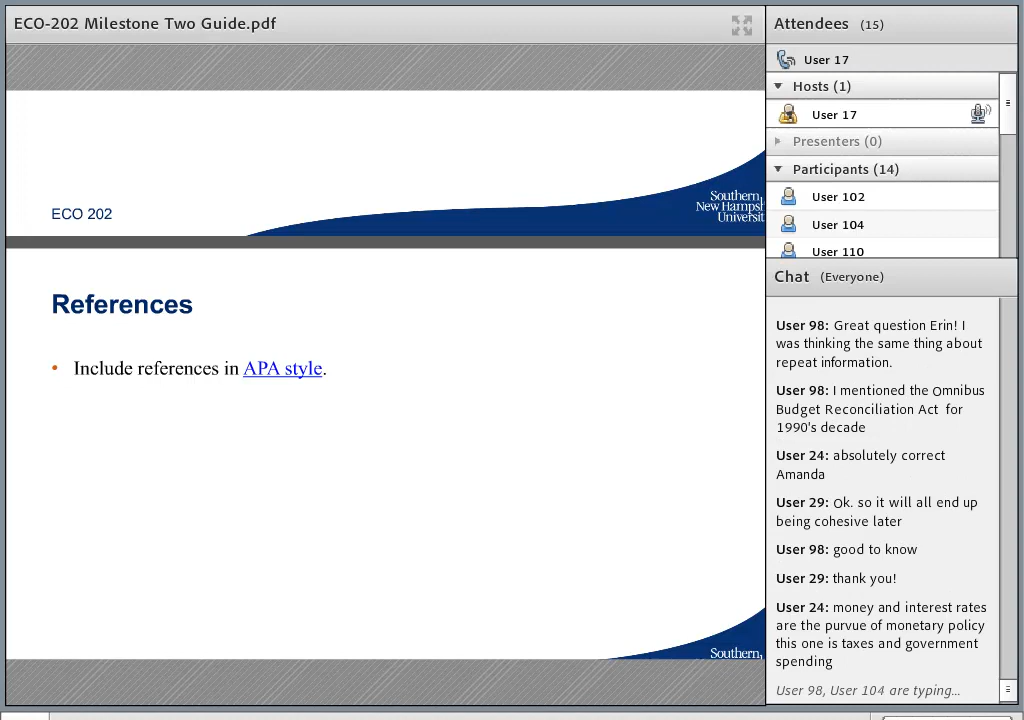 ECO-202 Milestone Two Guide.pdf
ECO 202
Southern
New Hampsh
Universit
References
• Include references in APA style.
Southern
Attendees (15)
User 17
Hosts (1)
User 17
Presenters (0)
Participants (14)
User 102
User 104
User 110
Chat (Everyone)
User 98: Great question Erin! I
was thinking the same thing about
repeat information.
User 98: I mentioned the Omnibus
Budget Reconciliation Act for
1990's decade
User 24: absolutely correct
Amanda
User 29: Ok. so it will all end up
being cohesive later
User 98: good to know
User 29: thank you!
User 24: money and interest rates
are the purvue of monetary policy
this one is taxes and government
spending
User 98, User 104 are typing...